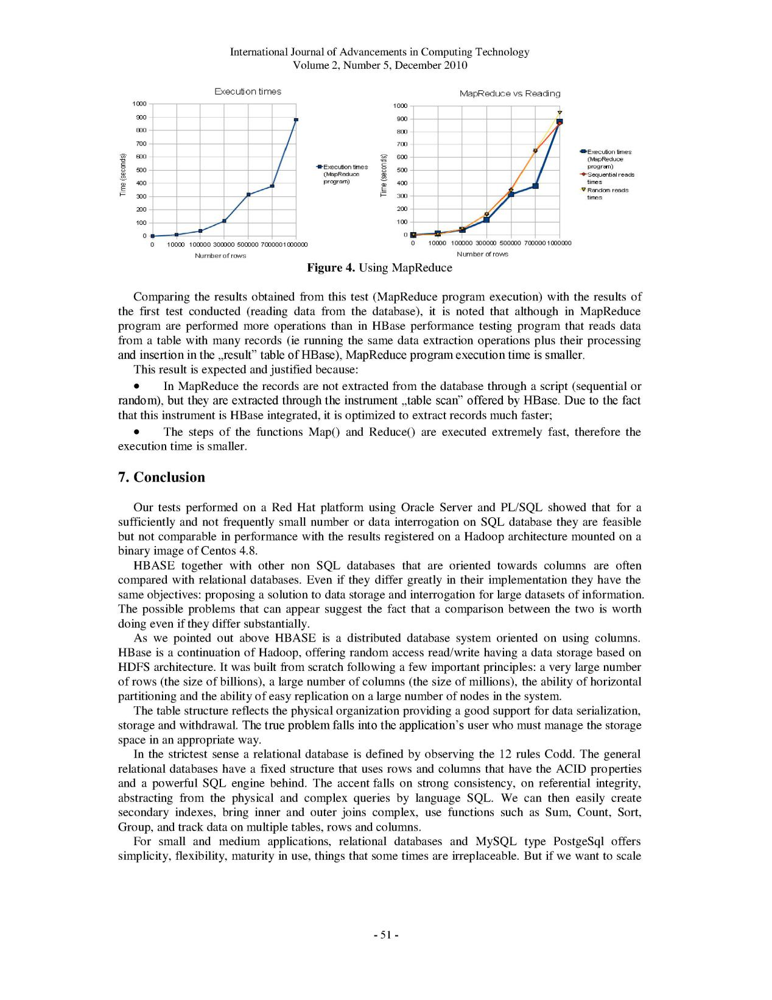 International Journal of Advancements in Computing Technology
Volume 2, Number 5, December 2010
Execution times
1000
900
800
700
600
500
400
300
200
100
0
Time (seconds)
0 10000 100000 300000 500000 700000 1000000
Number of rows
Execution times
(MapReduce
program)
MapReduce vs Reading
1000
900
800
700
600
500
400
300
200
100
0
Time (seconds)
0 10000 100000 300000 500000 700000 1000000
Number of rows
Execution times
(MapReduce
program)
Sequential reads
times
Random reads
times
Figure 4. Using MapReduce
Comparing the results obtained from this test (MapReduce program execution) with the results of
the first test conducted (reading data from the database), it is noted that although in MapReduce
program are performed more operations than in HBase performance testing program that reads data
from a table with many records (ie running the same data extraction operations plus their processing
and insertion in the „result” table of HBase), MapReduce program execution time is smaller.
This result is expected and justified because:
• In MapReduce the records are not extracted from the database through a script (sequential or
random), but they are extracted through the instrument „table scan” offered by HBase. Due to the fact
that this instrument is HBase integrated, it is optimized to extract records much faster;
• The steps of the functions Map() and Reduce() are executed extremely fast, therefore the
execution time is smaller.
7. Conclusion
Our tests performed on a Red Hat platform using Oracle Server and PL/SQL showed that for a
sufficiently and not frequently small number or data interrogation on SQL database they are feasible
but not comparable in performance with the results registered on a Hadoop architecture mounted on a
binary image of Centos 4.8.
HBASE together with other non SQL databases that are oriented towards columns are often
compared with relational databases. Even if they differ greatly in their implementation they have the
same objectives: proposing a solution to data storage and interrogation for large datasets of information.
The possible problems that can appear suggest the fact that a comparison between the two is worth
doing even if they differ substantially.
As we pointed out above HBASE is a distributed database system oriented on using columns.
HBase is a continuation of Hadoop, offering random access read/write having a data storage based on
HDFS architecture. It was built from scratch following a few important principles: a very large number
of rows (the size of billions), a large number of columns (the size of millions), the ability of horizontal
partitioning and the ability of easy replication on a large number of nodes in the system.
The table structure reflects the physical organization providing a good support for data serialization,
storage and withdrawal. The true problem falls into the application’s user who must manage the storage
space in an appropriate way.
In the strictest sense a relational database is defined by observing the 12 rules Codd. The general
relational databases have a fixed structure that uses rows and columns that have the ACID properties
and a powerful SQL engine behind. The accent falls on strong consistency, on referential integrity,
abstracting from the physical and complex queries by language SQL. We can then easily create
secondary indexes, bring inner and outer joins complex, use functions such as Sum, Count, Sort,
Group, and track data on multiple tables, rows and columns.
For small and medium applications, relational databases and MySQL type PostgeSql offers
simplicity, flexibility, maturity in use, things that some times are irreplaceable. But if we want to scale
- 51 -